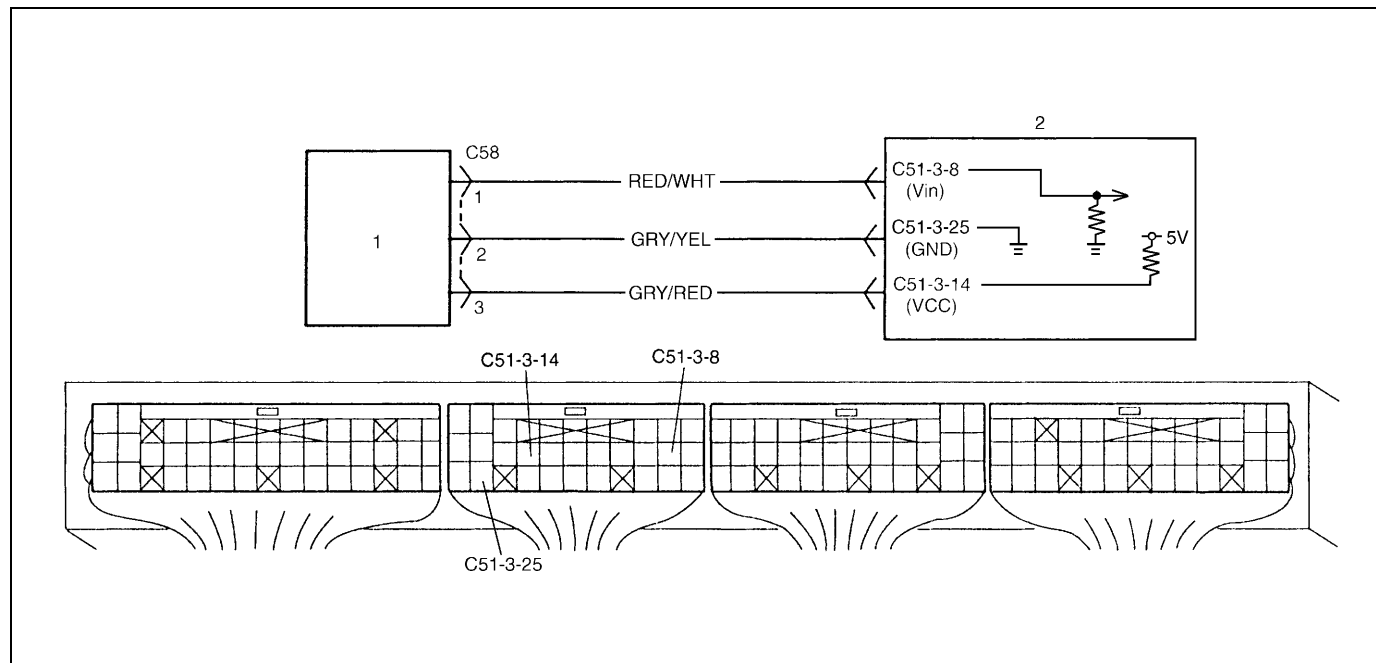 2
C58
C51-3-8
(Vin)
RED/WHT
1
C51-3-25
(GND)
GRY/YEL
1
2
5V
C51-3-14
(VCC)
GRY/RED
3
C51-3-14
C51-3-8
C51-3-25